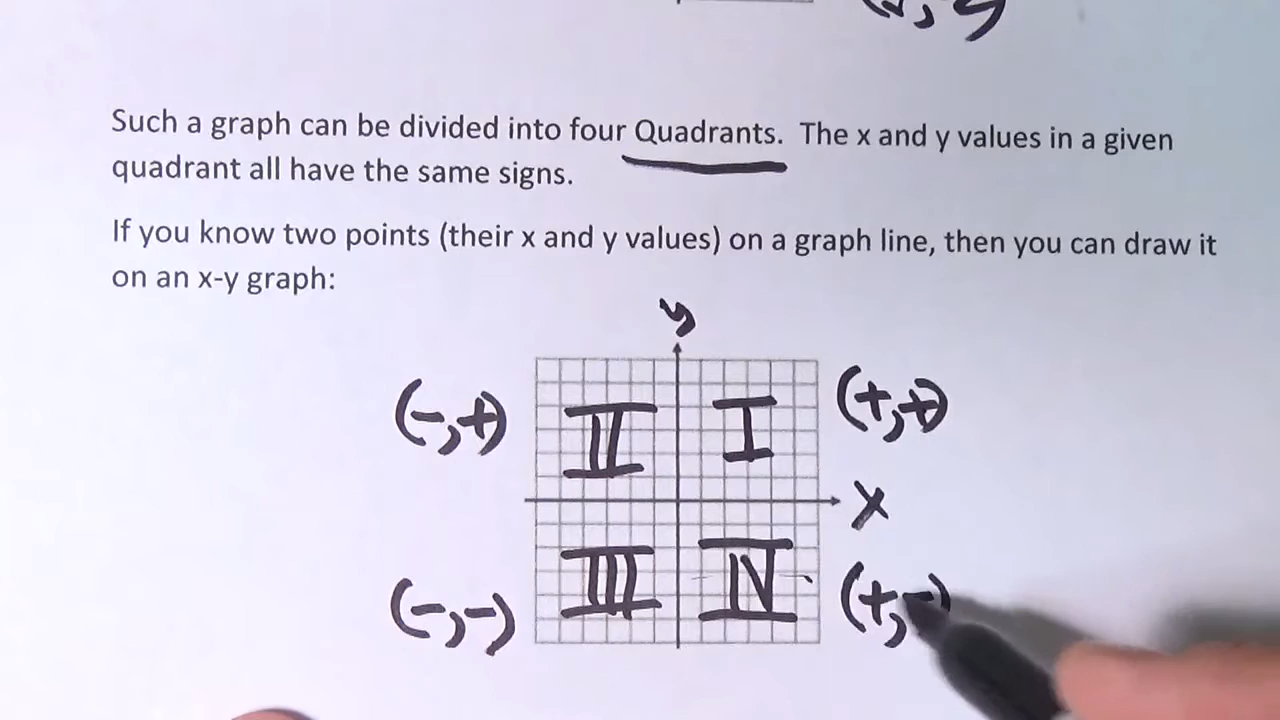 Such a graph can be divided into four Quadrants. The x and y values in a given
quadrant all have the same signs.
If you know two points (their x and y values) on a graph line, then you can draw it
on an x-y graph:
y
(-,+) II I (+,+)
x
(-,-) III IV (+,-)